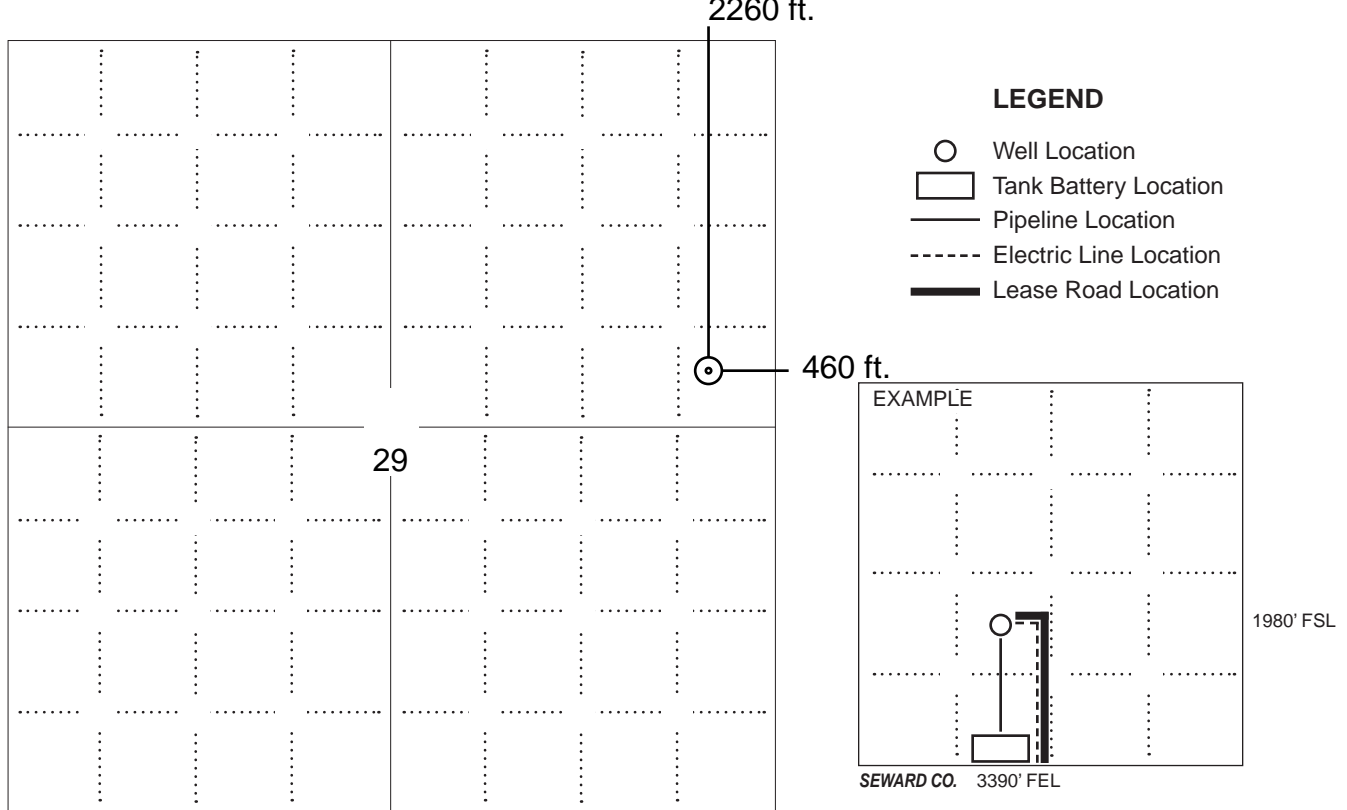 2260 ft.
LEGEND
Well Location
Tank Battery Location
Pipeline Location
Electric Line Location
Lease Road Location
460 ft.
EXAMPLE
29
1980' FSL
SEWARD CO. 3390' FEL